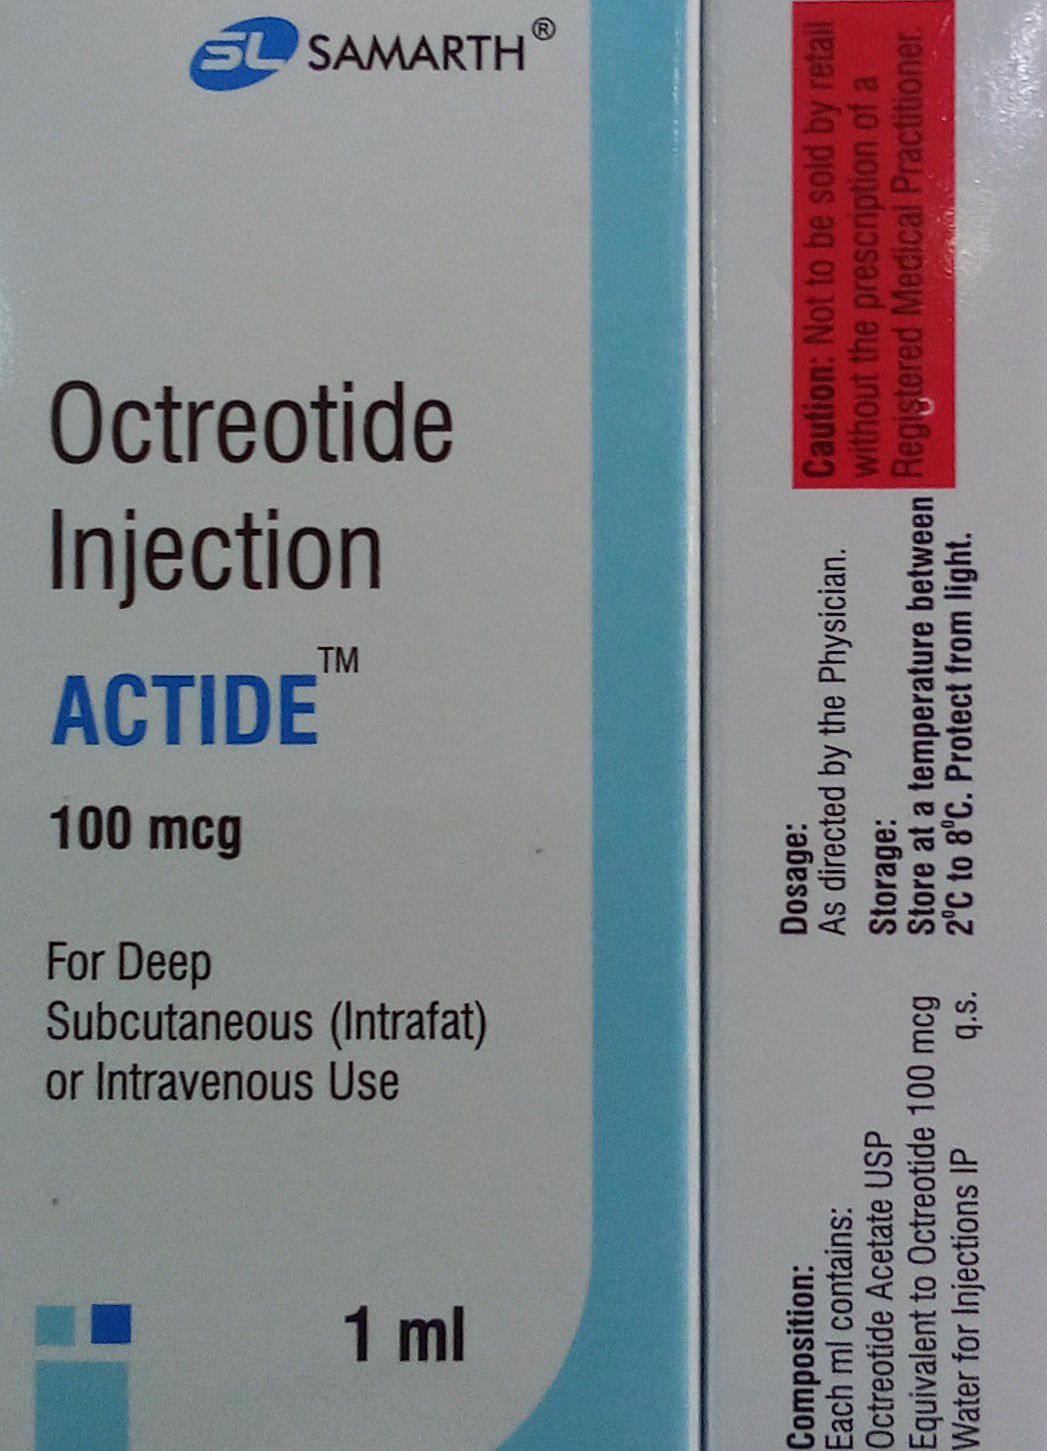 SL SAMARTH®
Octreotide
Injection
ACTIDE™
100 mcg
For Deep
Subcutaneous (Intrafat)
or Intravenous Use
1 ml
Composition:
Each ml contains:
Octreotide Acetate USP
Equivalent to Octreotide 100 mcg
Water for Injections IP q.s.
Dosage:
As directed by the Physician.
Storage:
Store at a temperature between
2⁰C to 8⁰C. Protect from light.
Caution: Not to be sold by retail
without the prescription of a
Registered Medical Practitioner.